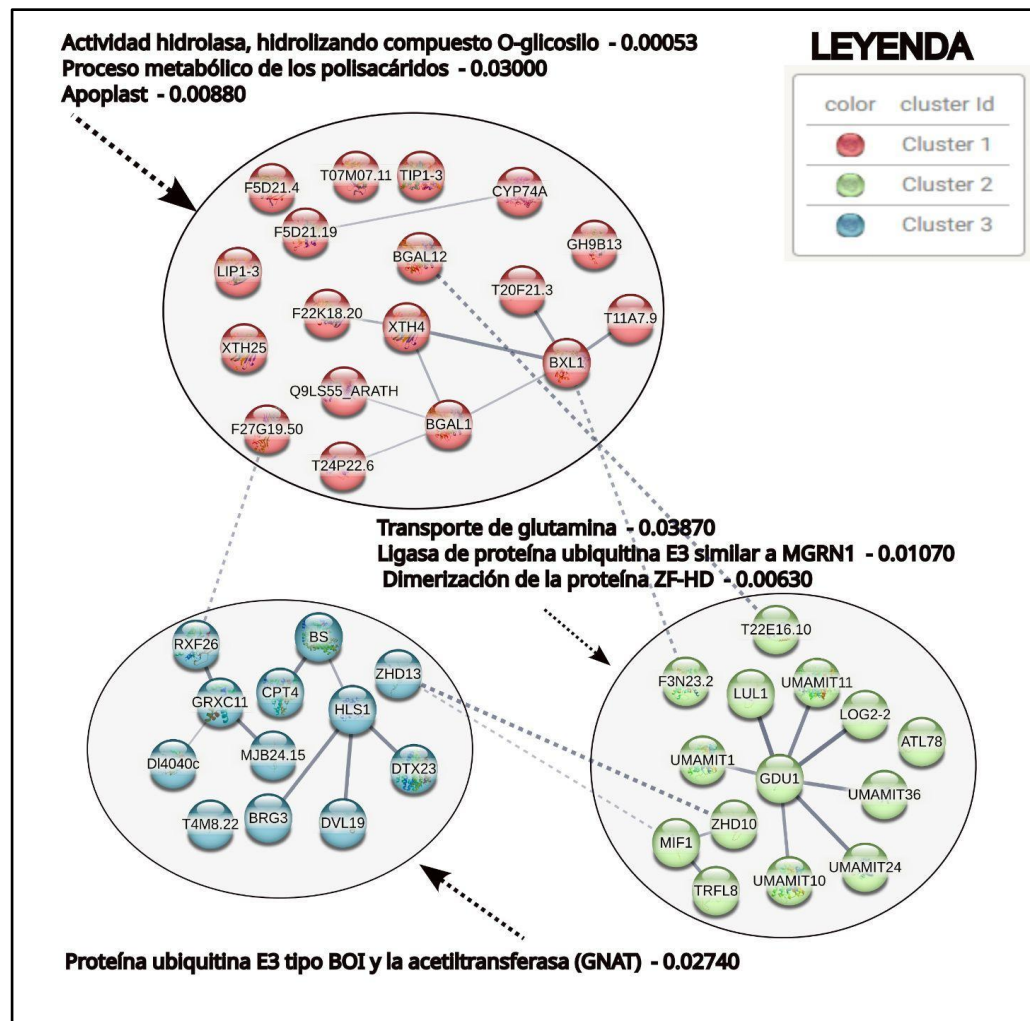 Actividad hidrolasa, hidrolizando compuesto O-glicosilo - 0.00053
Proceso metabólico de los polisacáridos - 0.03000
Apoplast - 0.00880
LEYENDA
color cluster Id
Cluster 1
Cluster 2
Cluster 3
F5D21.4
T07M07.11
TIP1-3
CYP74A
F5D21.19
GH9B13
BGAL12
LIP1-3
T20F21.3
F22K18.20
XTH4
T11A7.9
XTH25
BXL1
Q9LS55_ARATH
BGAL1
F27G19.50
T24P22.6
Transporte de glutamina - 0.03870
Ligasa de proteína ubiquitina E3 similar a MGRN1 - 0.01070
Dimerización de la proteína ZF-HD - 0.00630
RXF26
BS
ZHD13
CPT4
HLS1
GRXC11
Dl4040c
MJB24.15
DTX23
T4M8.22
BRG3
DVL19
T22E16.10
F3N23.2
LUL1
UMAMIT11
LOG2-2
ATL78
UMAMIT1
GDU1
UMAMIT36
ZHD10
MIF1
TRFL8
UMAMIT10
UMAMIT24
Proteína ubiquitina E3 tipo BOI y la acetiltransferasa (GNAT) - 0.02740